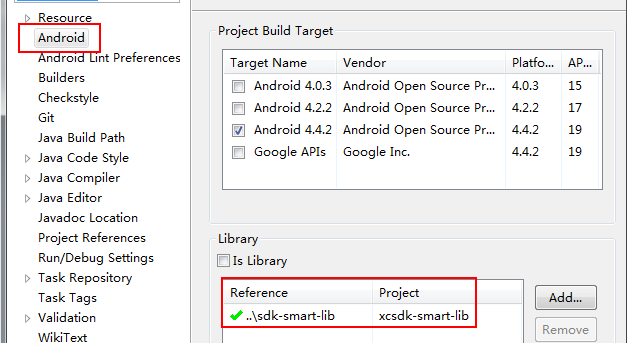 Resource
Android
Android Lint Preferences
Builders
Checkstyle
Git
Java Build Path
Java Code Style
Java Compiler
Java Editor
Javadoc Location
Project References
Run/Debug Settings
Task Repository
Task Tags
Validation
WikiText
Project Build Target
Target Name Vendor Platfo... AP...
Android 4.0.3 Android Open Source Pr... 4.0.3 15
Android 4.2.2 Android Open Source Pr... 4.2.2 17
Android 4.4.2 Android Open Source Pr... 4.4.2 19
Google APIs Google Inc. 4.4.2 19
Library
Is Library
Reference Project
..\sdk-smart-lib xcsdk-smart-lib
Add...
Remove